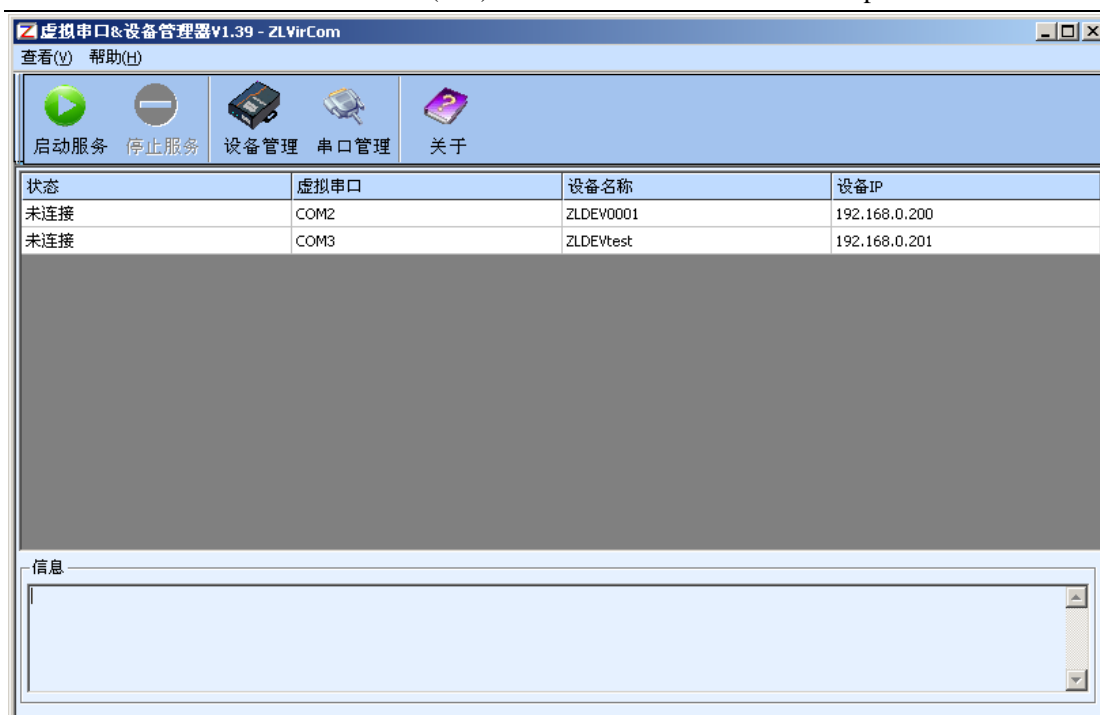 虚拟串口&设备管理器V1.39 - ZLVirCom
查看(V) 帮助(H)
启动服务 停止服务 设备管理 串口管理 关于
状态 虚拟串口 设备名称 设备IP
未连接 COM2 ZLDEV0001 192.168.0.200
未连接 COM3 ZLDEVtest 192.168.0.201
信息